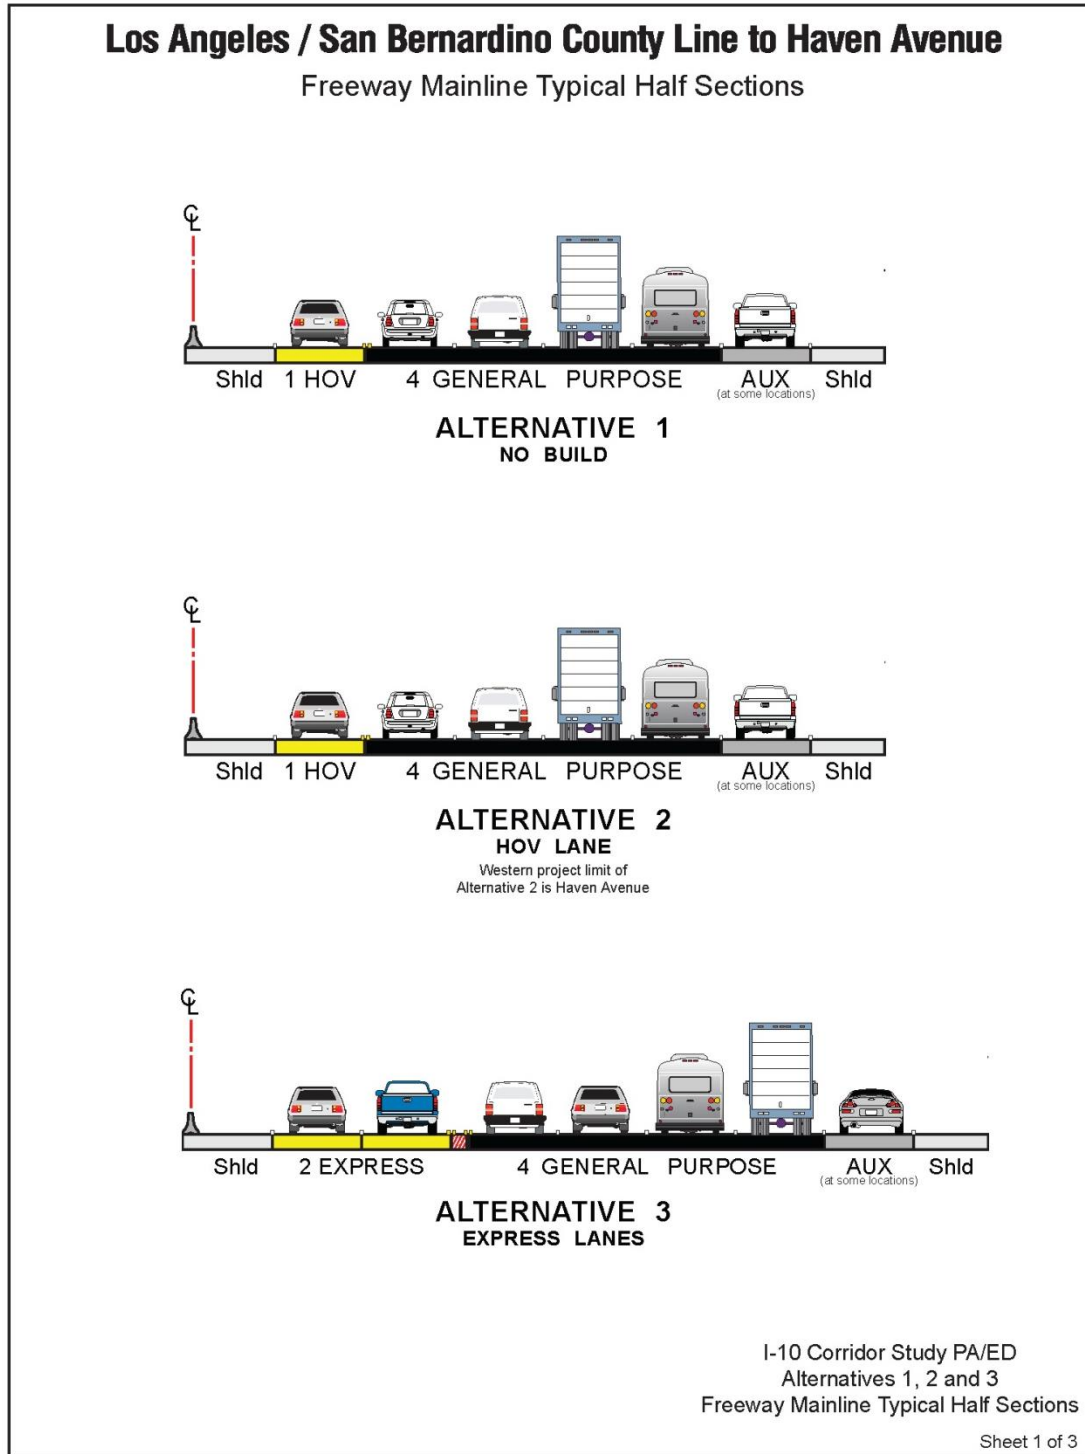 Los Angeles / San Bernardino County Line to Haven Avenue
Freeway Mainline Typical Half Sections
℄
Shld 1 HOV 4 GENERAL PURPOSE AUX Shld
(at some locations)
ALTERNATIVE 1
NO BUILD
℄
Shld 1 HOV 4 GENERAL PURPOSE AUX Shld
(at some locations)
ALTERNATIVE 2
HOV LANE
Western project limit of
Alternative 2 is Haven Avenue
℄
Shld 2 EXPRESS 4 GENERAL PURPOSE AUX Shld
(at some locations)
ALTERNATIVE 3
EXPRESS LANES
I-10 Corridor Study PA/ED
Alternatives 1, 2 and 3
Freeway Mainline Typical Half Sections
Sheet 1 of 3